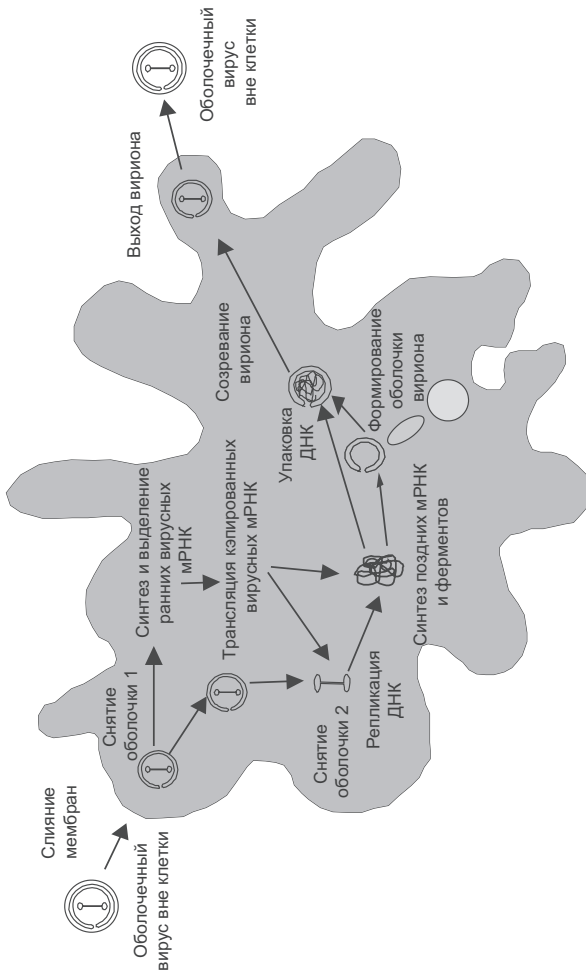 Оболочечный
вирус вне клетки
Слияние
мембран
Снятие
оболочки 1
Синтез и выделение
ранних вирусных
мРНК
Трансляция кэпированных
вирусных мРНК
Снятие
оболочки 2
Репликация
ДНК
Синтез поздних мРНК
и ферментов
Упаковка
ДНК
Формирование
оболочки
вириона
Созревание
вириона
Выход вириона
Оболочечный
вирус
вне клетки